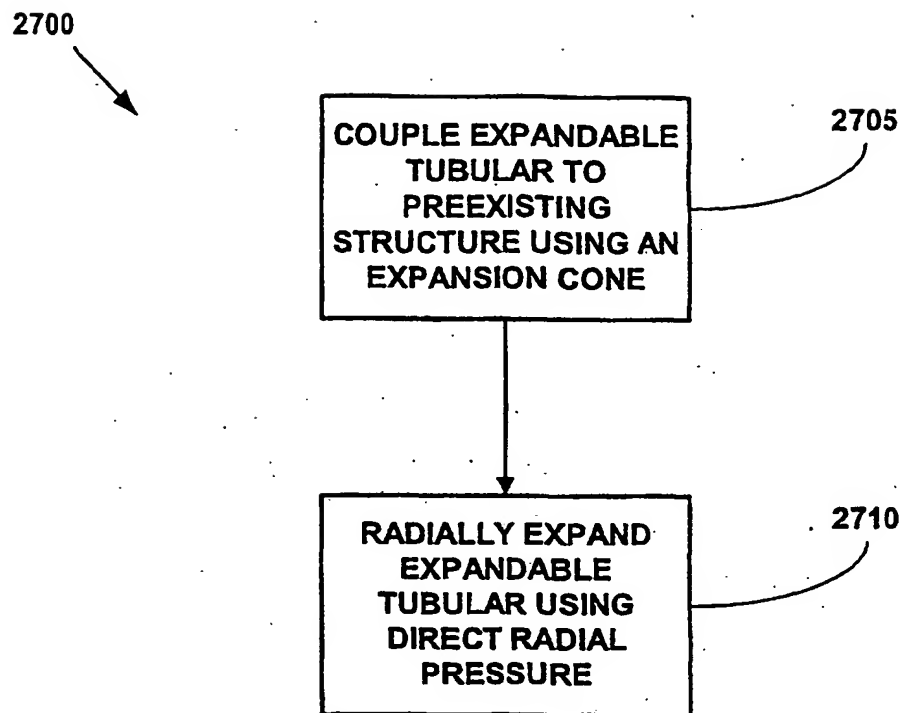 2700
COUPLE EXPANDABLE
TUBULAR TO
PREEXISTING
STRUCTURE USING AN
EXPANSION CONE
2705
RADIALLY EXPAND
EXPANDABLE
TUBULAR USING
DIRECT RADIAL
PRESSURE
2710